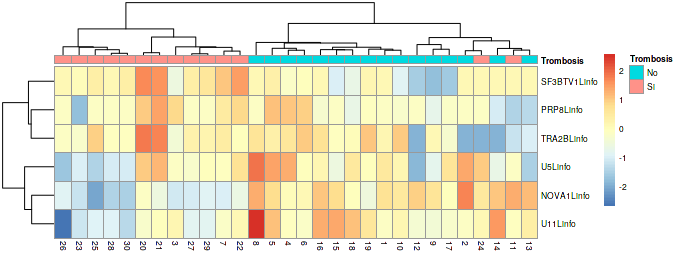 Trombosis
SF3BTV1Linfo
PRP8Linfo
TRA2BLinfo
U5Linfo
NOVA1Linfo
U11Linfo
26 23 25 28 30 20 21 3 27 29 7 22 8 5 4 6 16 15 18 19 1 10 12 9 17 2 24 14 11 13
2
1
0
-1
-2
Trombosis
No
Si